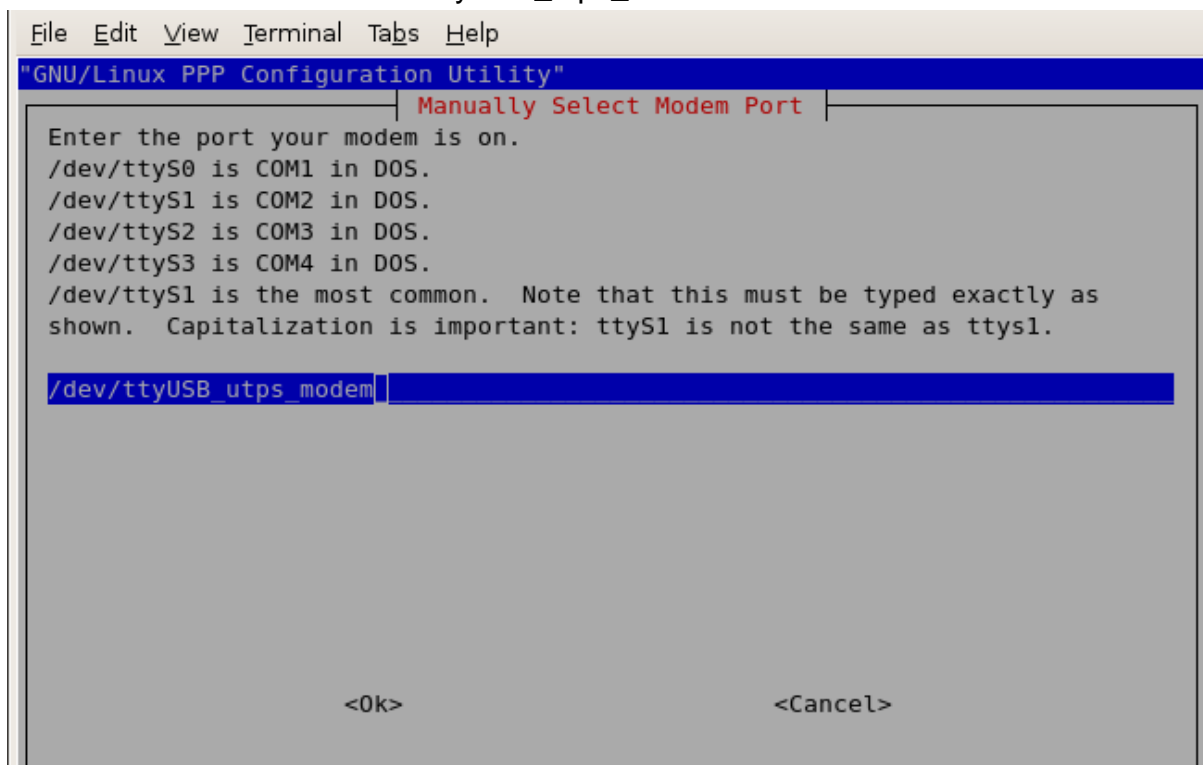 File Edit View Terminal Tabs Help
"GNU/Linux PPP Configuration Utility"
Manually Select Modem Port
Enter the port your modem is on.
/dev/ttyS0 is COM1 in DOS.
/dev/ttyS1 is COM2 in DOS.
/dev/ttyS2 is COM3 in DOS.
/dev/ttyS3 is COM4 in DOS.
/dev/ttyS1 is the most common.  Note that this must be typed exactly as
shown.  Capitalization is important: ttyS1 is not the same as ttys1.
/dev/ttyUSB_utps_modem
<Ok> <Cancel>